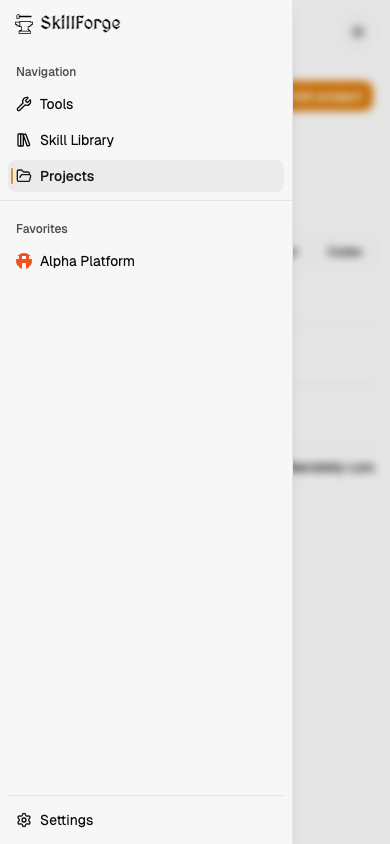 SkillForge
Navigation
Tools
Skill Library
Projects
Favorites
Alpha Platform
Settings